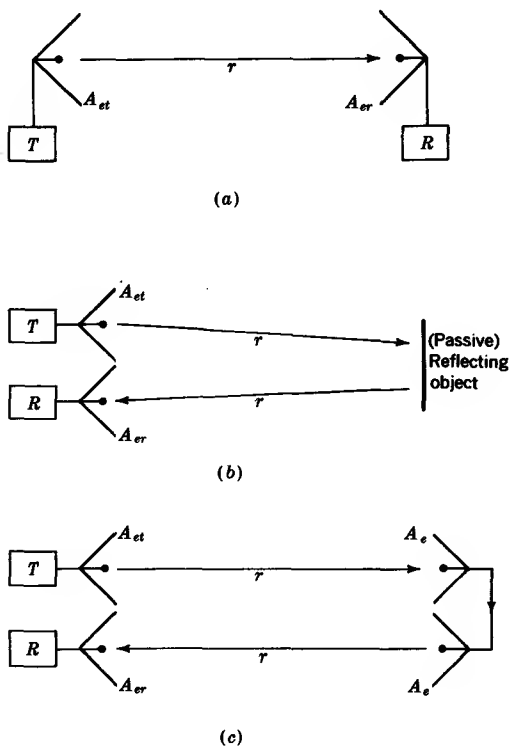 r
A_et
A_er
T
R
(a)
A_et
T
r
(Passive)
Reflecting
object
R
r
A_er
(b)
A_et
A_e
T
r
R
r
A_er
A_e
(c)